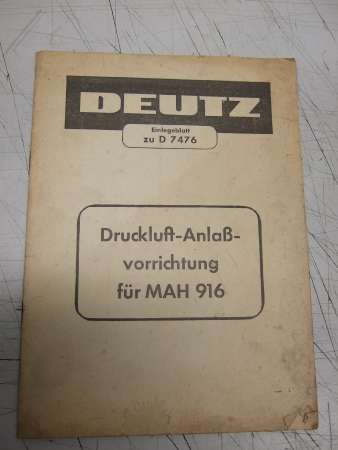 DEUTZ
Einlegeblatt
zu D 7476
Druckluft-Anlaß-
vorrichtung
für MAH 916